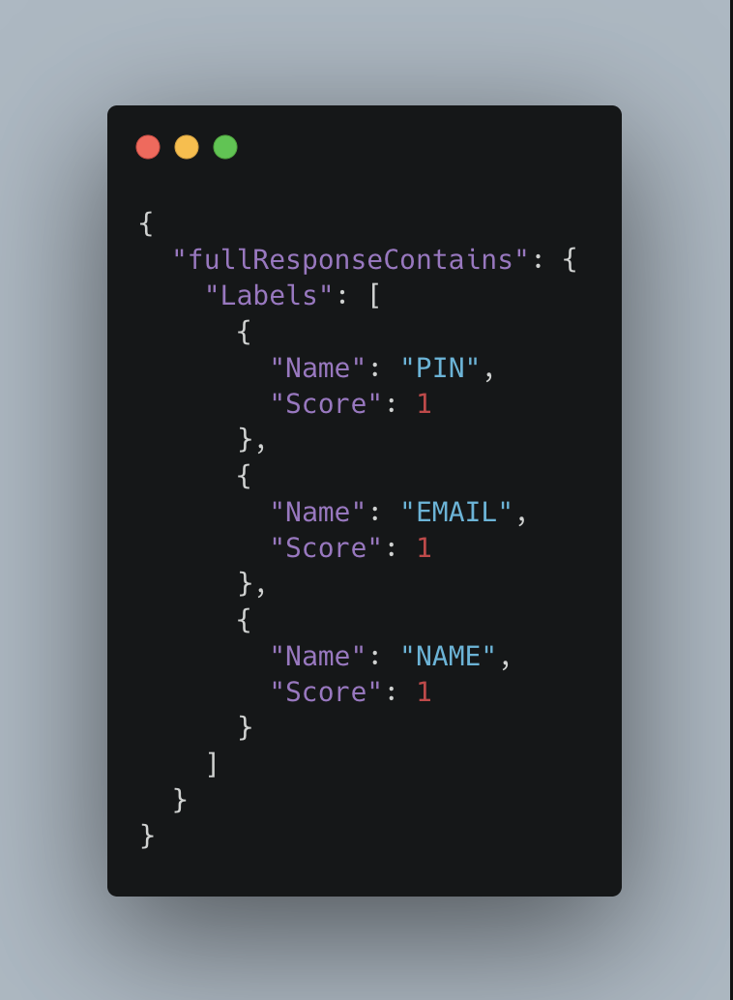 {
  "fullResponseContains": {
    "Labels": [
      {
        "Name": "PIN",
        "Score": 1
      },
      {
        "Name": "EMAIL",
        "Score": 1
      },
      {
        "Name": "NAME",
        "Score": 1
      }
    ]
  }
}